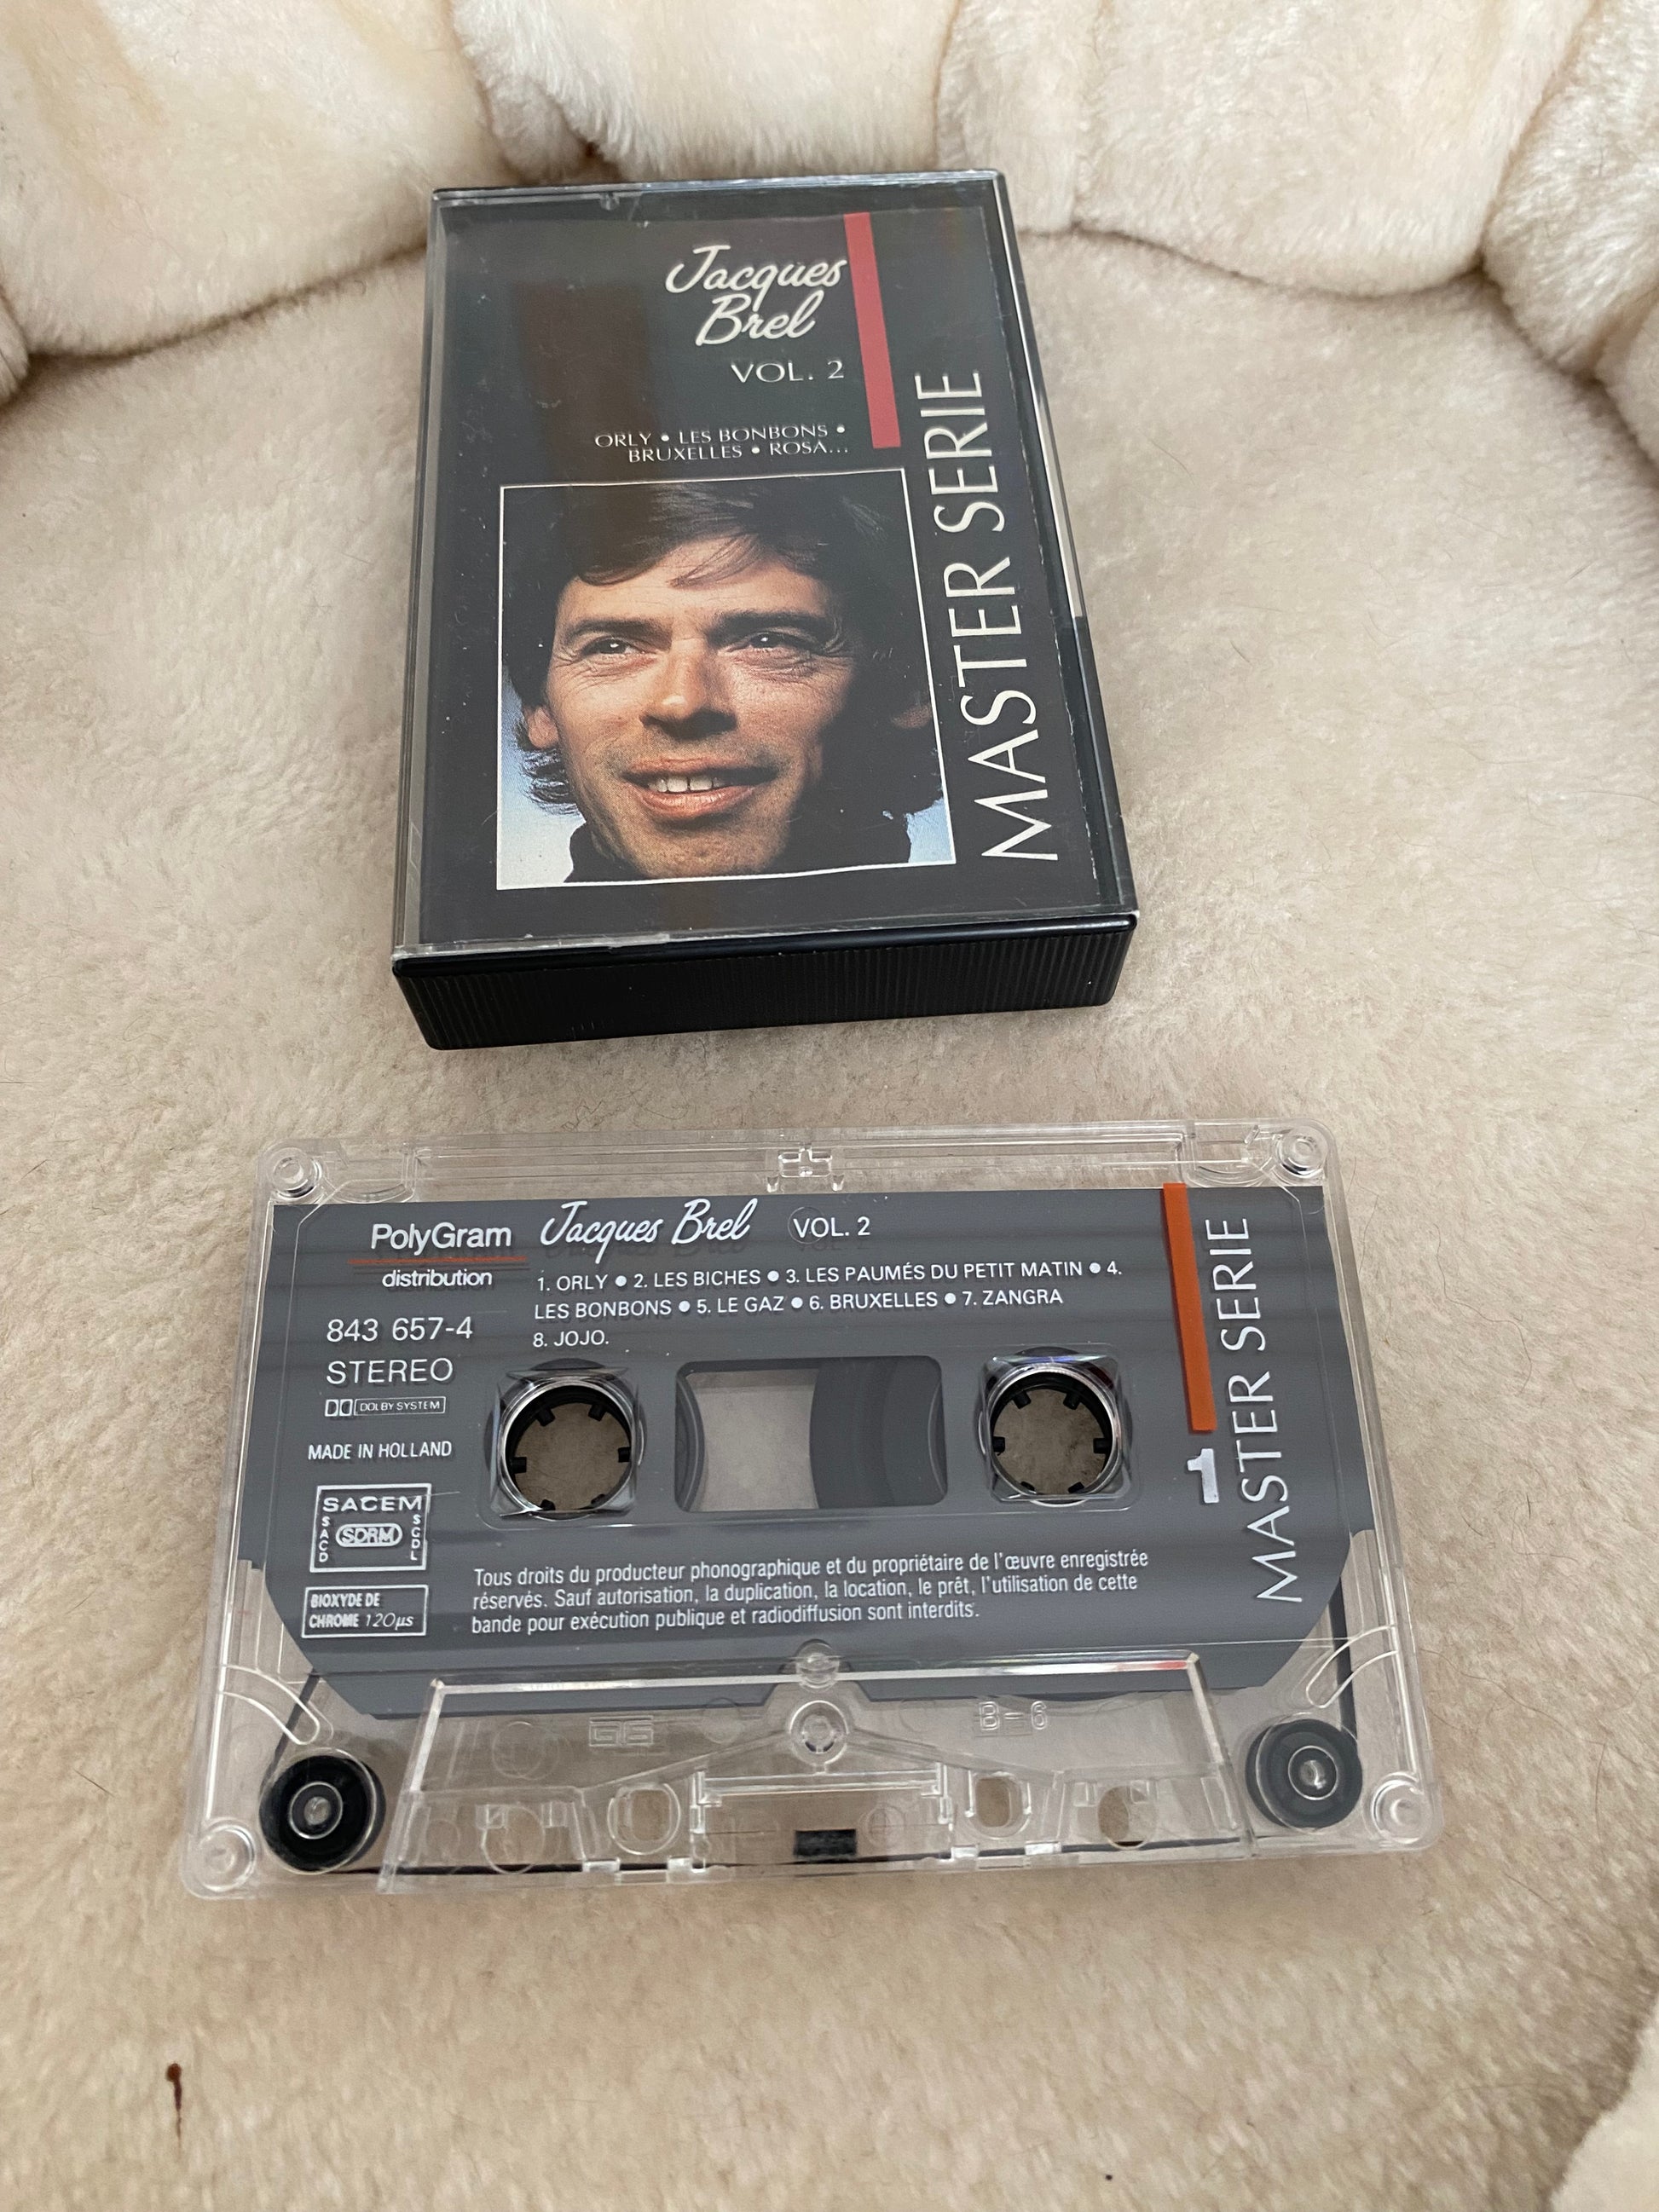 Jacques
Brel
VOL. 2
ORLY • LES BONBONS •
BRUXELLES • ROSA...
MASTER SERIE
PolyGram
distribution
Jacques Brel VOL. 2
1. ORLY ● 2. LES BICHES ● 3. LES PAUMÉS DU PETIT MATIN ● 4.
LES BONBONS ● 5. LE GAZ ● 6. BRUXELLES ● 7. ZANGRA
8. JOJO.
843 657-4
STEREO
DOLBY SYSTEM
MADE IN HOLLAND
SACEM
SACD
SDRM
SGDL
BIOXYDE DE
CHROME 120µs
1
MASTER SERIE
Tous droits du producteur phonographique et du propriétaire de l'œuvre enregistrée
réservés. Sauf autorisation, la duplication, la location, le prêt, l'utilisation de cette
bande pour exécution publique et radiodiffusion sont interdits.
B-6